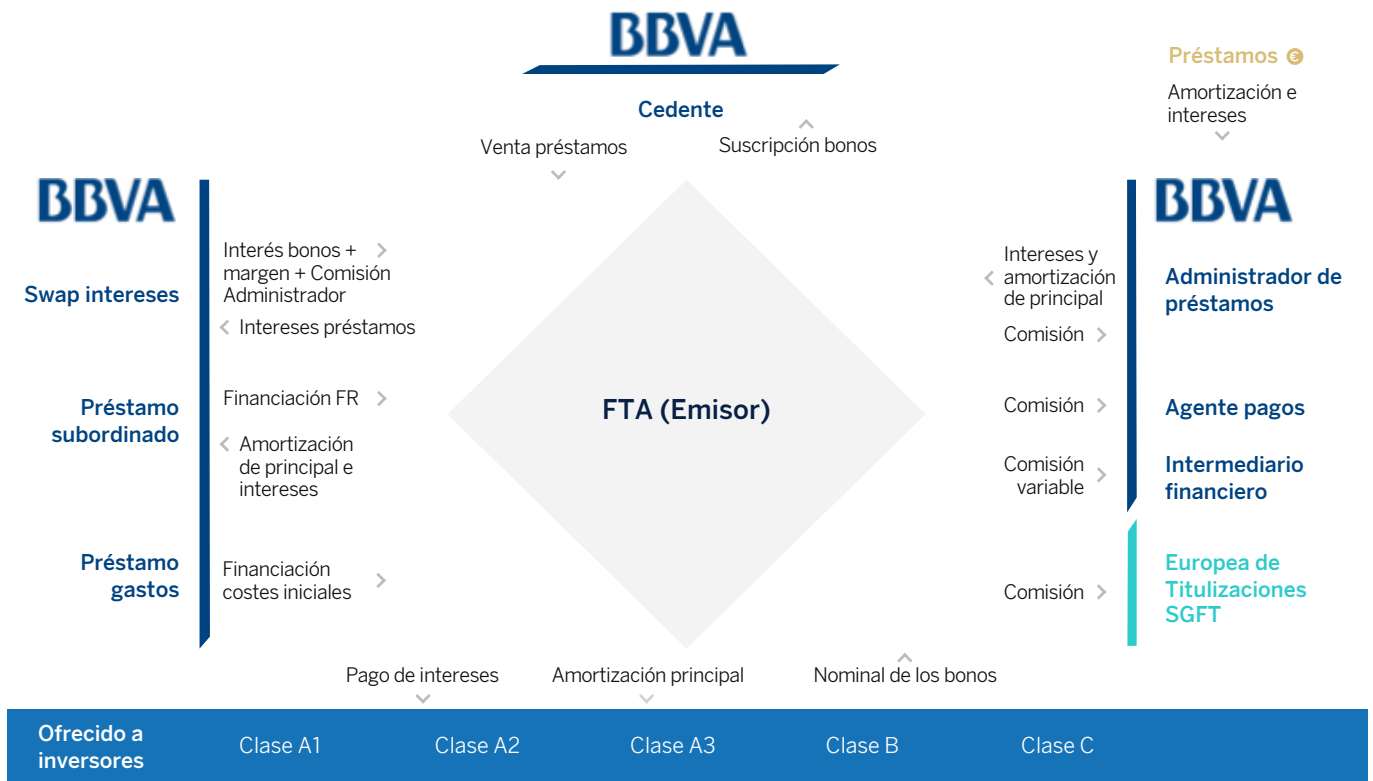 BBVA
Cedente
Venta préstamos
Suscripción bonos
Préstamos €
Amortización e
intereses
BBVA
Swap intereses
Interés bonos +
margen + Comisión
Administrador
Intereses préstamos
Préstamo
subordinado
Financiación FR
Amortización
de principal e
intereses
Préstamo
gastos
Financiación
costes iniciales
FTA (Emisor)
BBVA
Intereses y
amortización
de principal
Administrador de
préstamos
Comisión
Comisión
Agente pagos
Comisión
variable
Intermediario
financiero
Comisión
Europea de
Titulizaciones
SGFT
Pago de intereses
Amortización principal
Nominal de los bonos
Ofrecido a
inversores
Clase A1
Clase A2
Clase A3
Clase B
Clase C